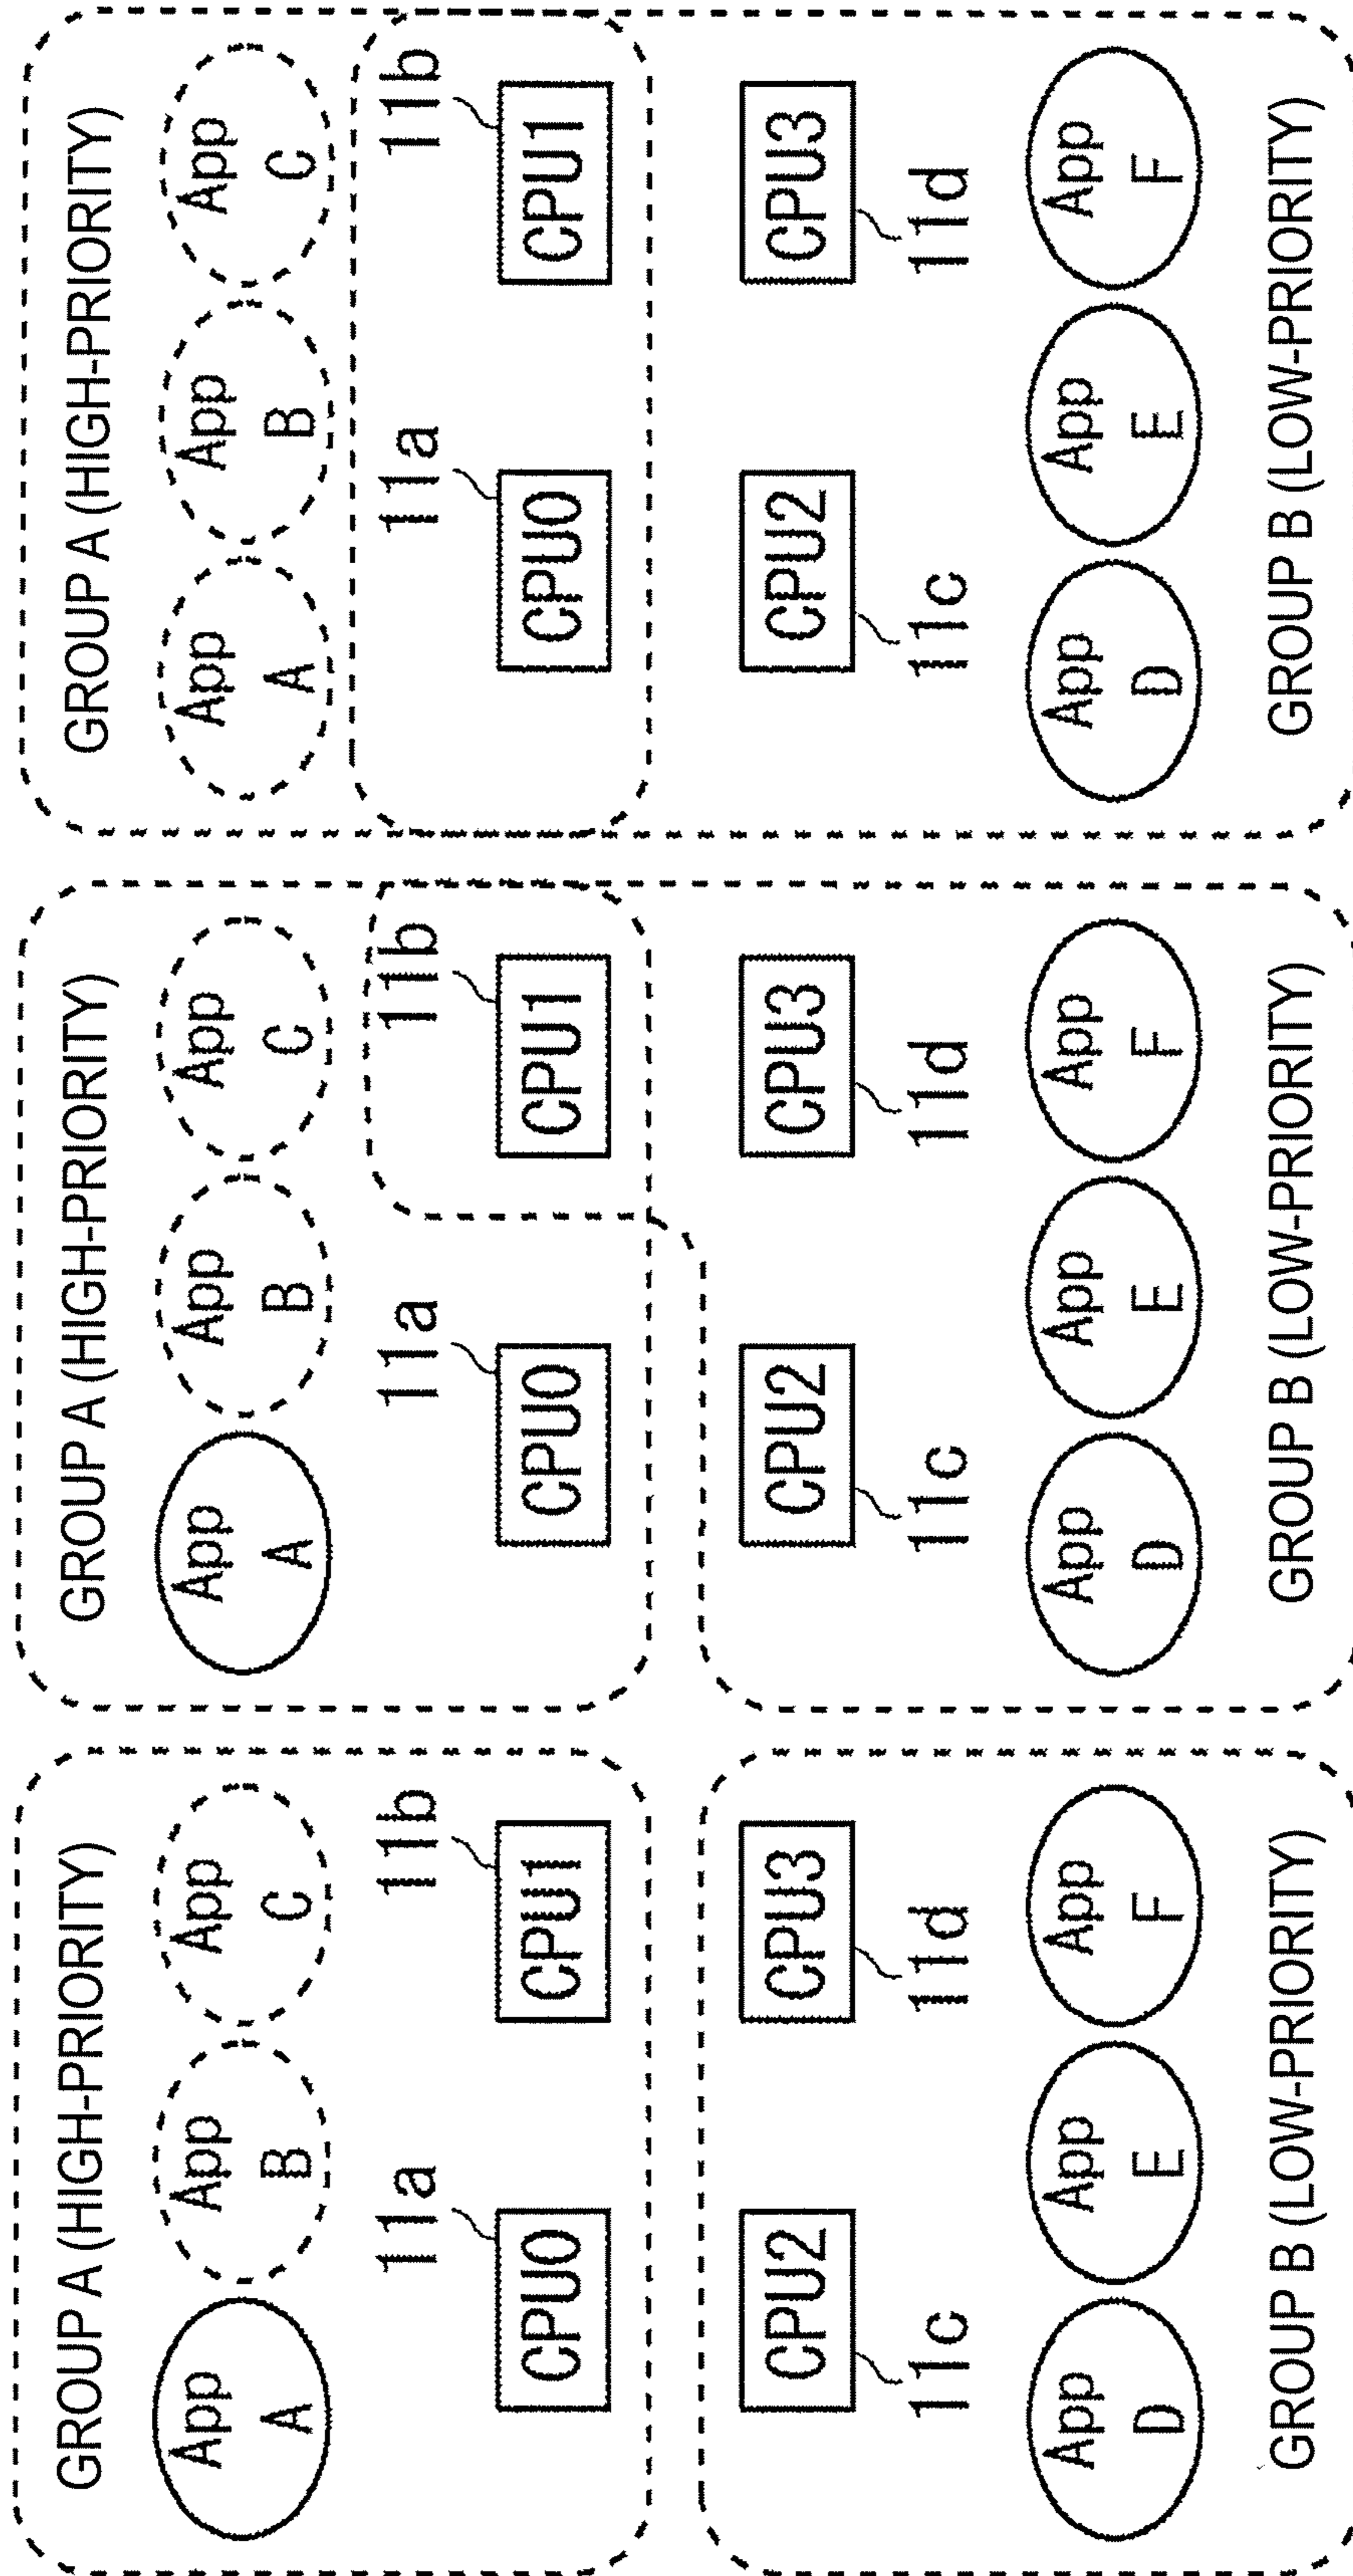 GROUP A (HIGH-PRIORITY)
App A
App B
App C
11a
11b
CPU0
CPU1
CPU2
CPU3
11c
11d
App D
App E
App F
GROUP B (LOW-PRIORITY)
GROUP A (HIGH-PRIORITY)
App A
App B
App C
11a
11b
CPU0
CPU1
CPU2
CPU3
11c
11d
App D
App E
App F
GROUP B (LOW-PRIORITY)
GROUP A (HIGH-PRIORITY)
App A
App B
App C
11a
11b
CPU0
CPU1
CPU2
CPU3
11c
11d
App D
App E
App F
GROUP B (LOW-PRIORITY)